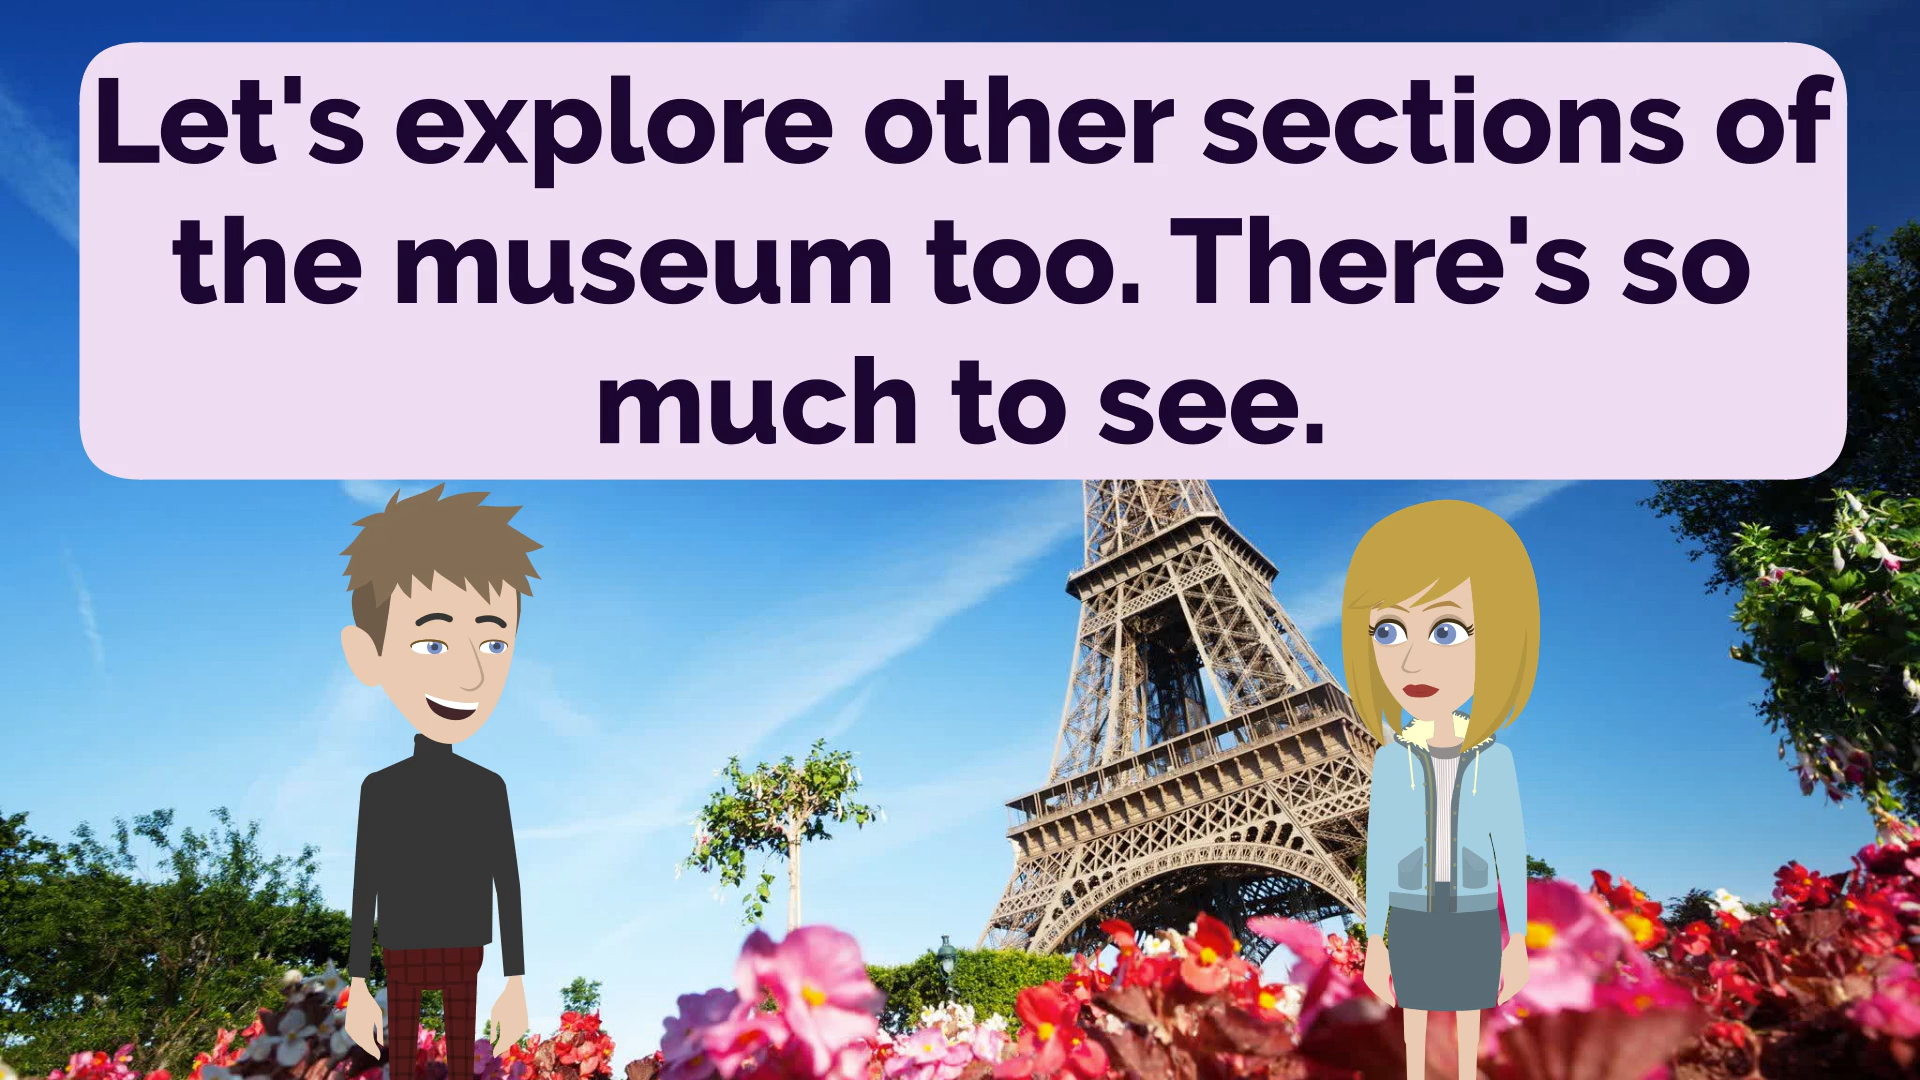 Let's explore other sections of
the museum too. There's so
much to see.